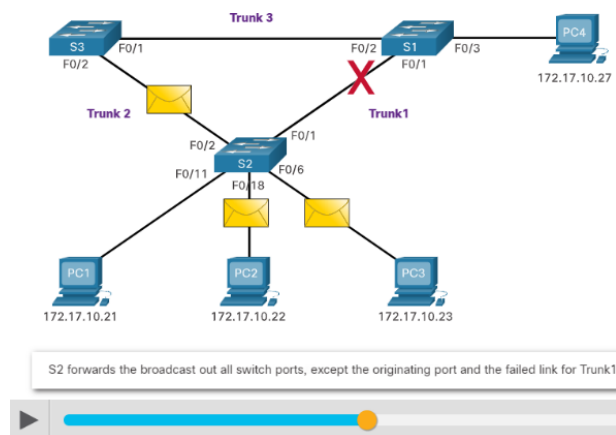 Trunk 3
S3
F0/1
F0/2
S1
F0/3
PC4
F0/2
F0/1
172.17.10.27
Trunk 2
Trunk1
F0/1
F0/2
S2
F0/11
F0/6
F0/18
PC1
PC2
PC3
172.17.10.21
172.17.10.22
172.17.10.23
S2 forwards the broadcast out all switch ports, except the originating port and the failed link for Trunk1